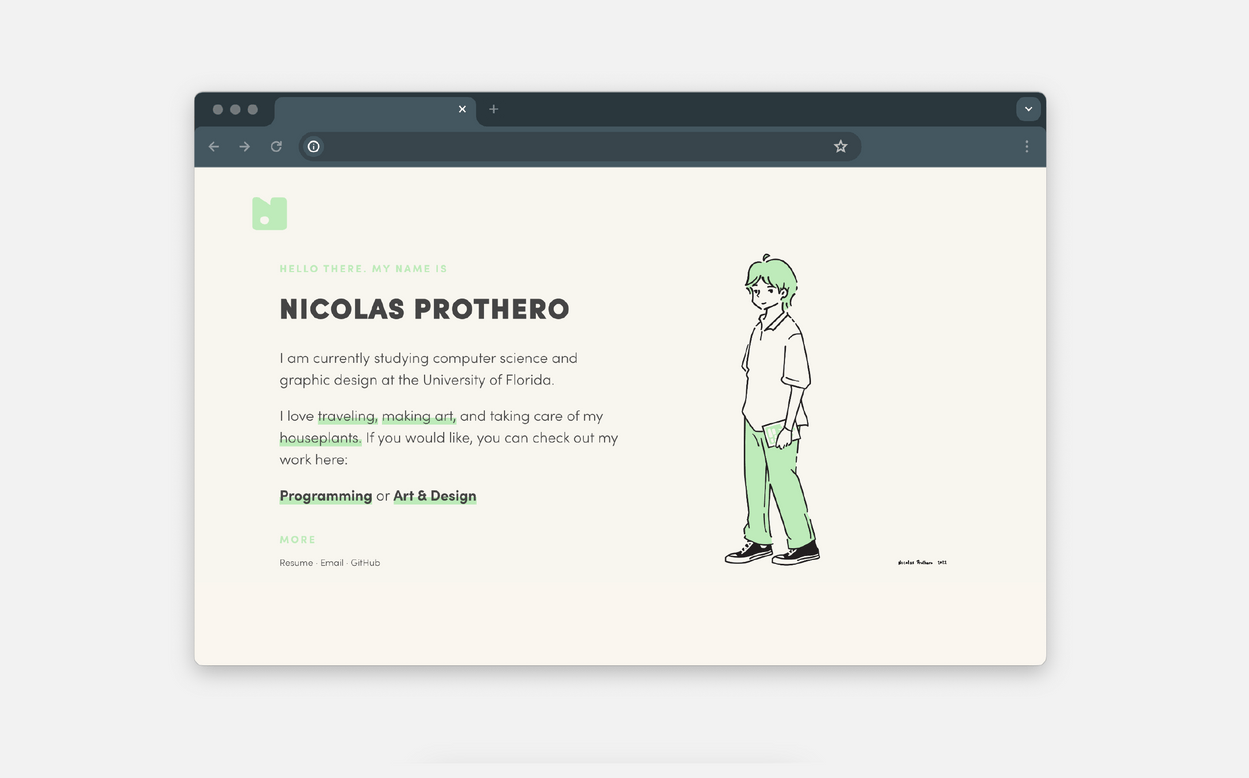 HELLO THERE. MY NAME IS
NICOLAS PROTHERO
I am currently studying computer science and
graphic design at the University of Florida.
I love traveling, making art, and taking care of my
houseplants. If you would like, you can check out my
work here:
Programming or Art & Design
MORE
Resume · Email · GitHub
Nicolas Prothero 2022